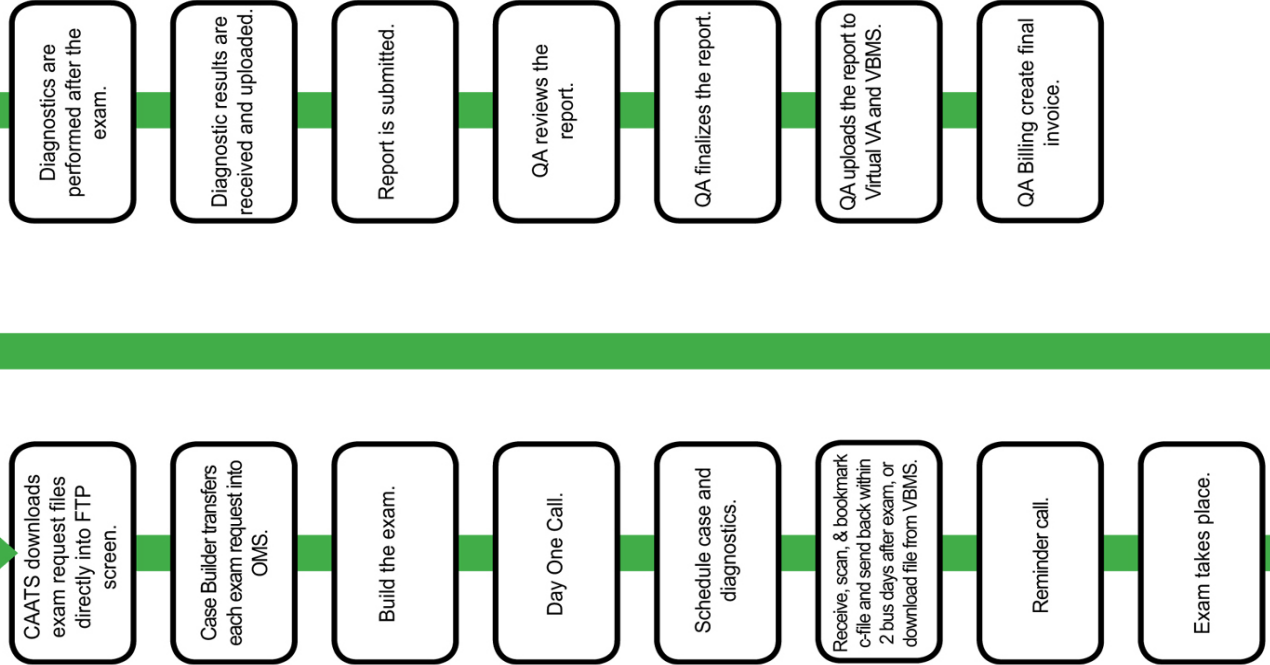 CAATS downloads
exam request files
directly into FTP
screen.
Case Builder transfers
each exam request into
OMS.
Build the exam.
Day One Call.
Schedule case and
diagnostics.
Receive, scan, & bookmark
c-file and send back within
2 bus days after exam, or
download file from VBMS.
Reminder call.
Exam takes place.
Diagnostics are
performed after the
exam.
Diagnostic results are
received and uploaded.
Report is submitted.
QA reviews the
report.
QA finalizes the report.
QA uploads the report to
Virtual VA and VBMS.
QA Billing create final
invoice.